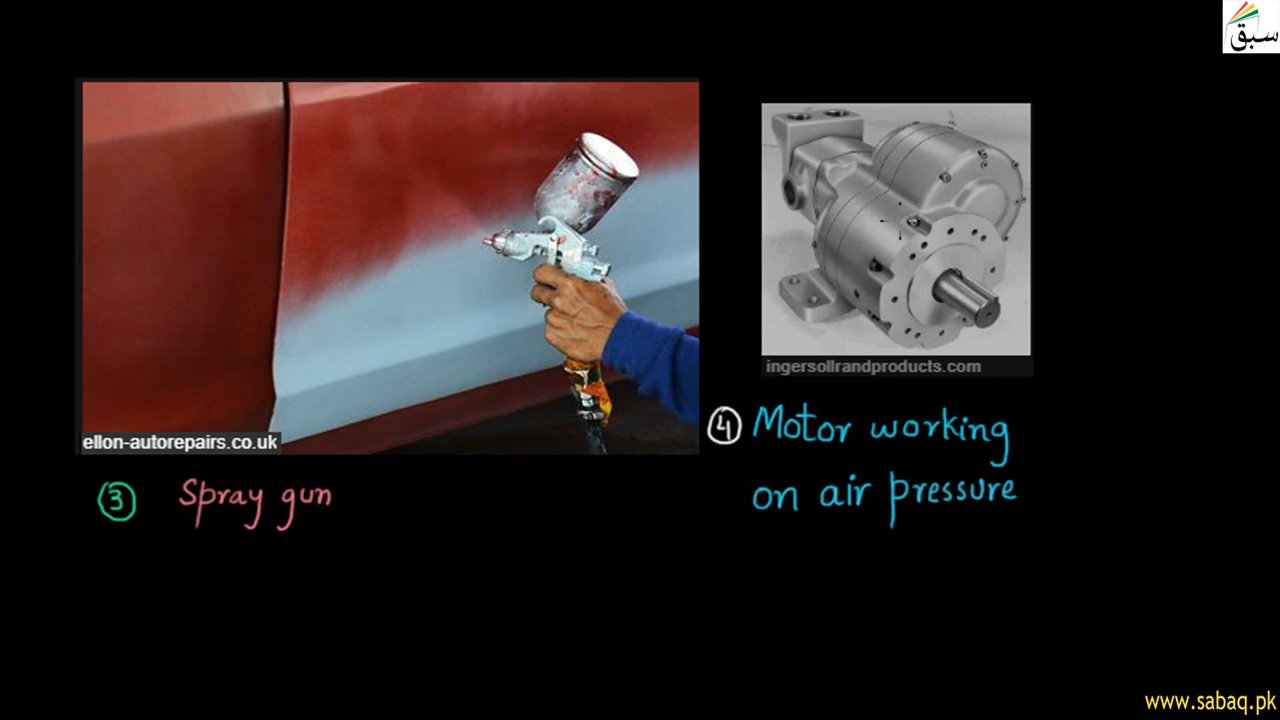 سبق
ingersollrandproducts.com
ellon-autorepairs.co.uk
4 Motor working
on air pressure
3 Spray gun
www.sabaq.pk